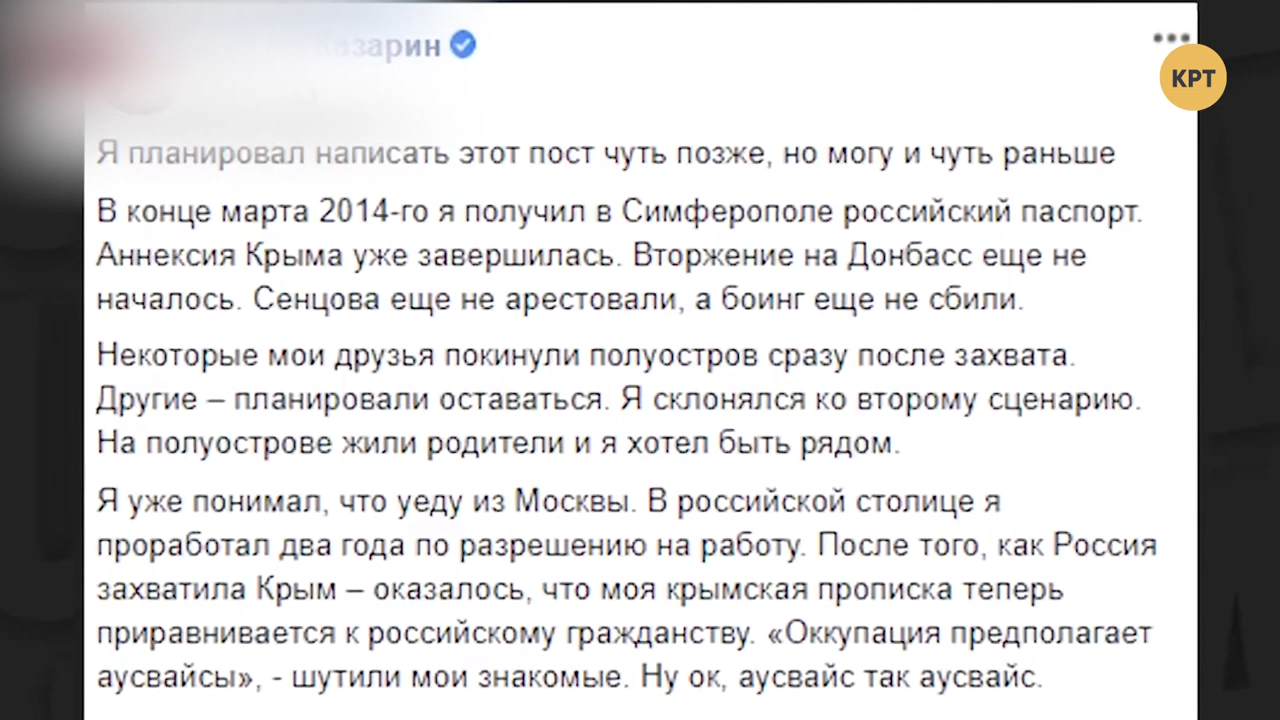 КРТ
Я планировал написать этот пост чуть позже, но могу и чуть раньше
В конце марта 2014-го я получил в Симферополе российский паспорт.
Аннексия Крыма уже завершилась. Вторжение на Донбасс еще не
началось. Сенцова еще не арестовали, а боинг еще не сбили.
Некоторые мои друзья покинули полуостров сразу после захвата.
Другие – планировали оставаться. Я склонялся ко второму сценарию.
На полуострове жили родители и я хотел быть рядом.
Я уже понимал, что уеду из Москвы. В российской столице я
проработал два года по разрешению на работу. После того, как Россия
захватила Крым – оказалось, что моя крымская прописка теперь
приравнивается к российскому гражданству. «Оккупация предполагает
аусвайсы», - шутили мои знакомые. Ну ок, аусвайс так аусвайс.